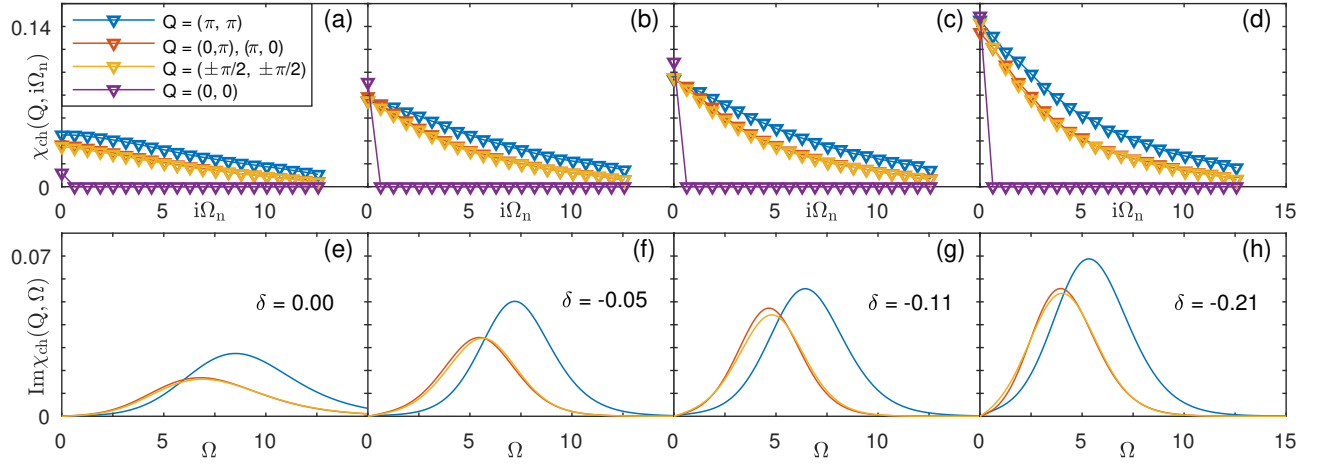 0.14
0
χch(Q, iΩn)
Q = (π, π)
Q = (0,π), (π, 0)
Q = (±π/2, ±π/2)
Q = (0, 0)
(a) (b) (c) (d)
0 5 10 0 5 10 0 5 10 0 5 10 15
iΩn iΩn iΩn iΩn
0.07
0
Imχch(Q, Ω)
(e) (f) (g) (h)
δ = 0.00 δ = -0.05 δ = -0.11 δ = -0.21
0 5 10 0 5 10 0 5 10 0 5 10 15
Ω Ω Ω Ω